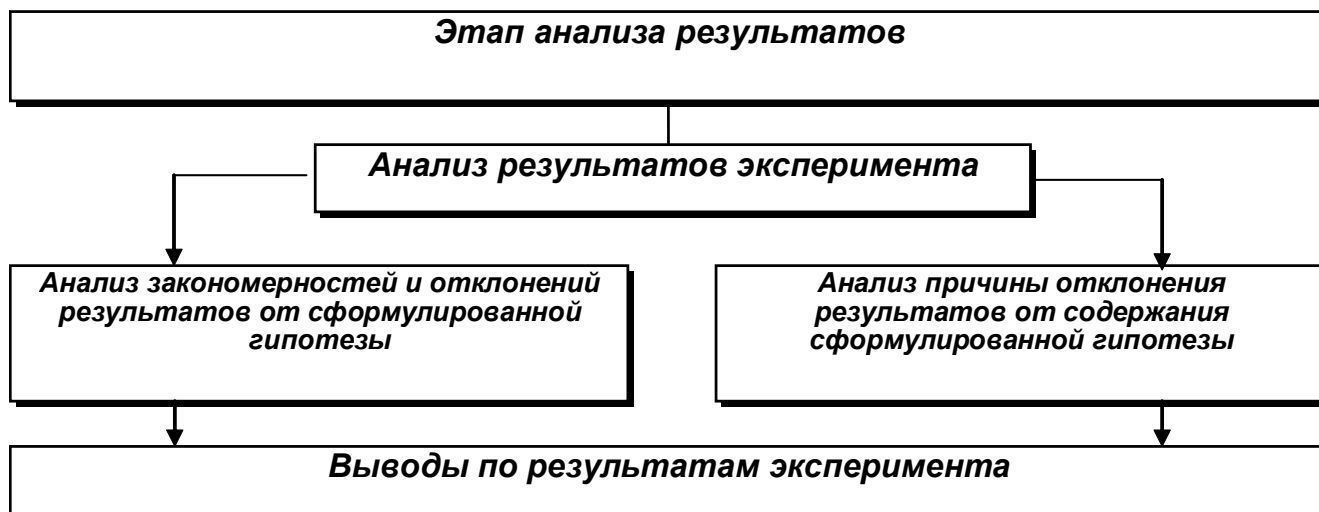 Этап анализа результатов
Анализ результатов эксперимента
Анализ закономерностей и отклонений
результатов от сформулированной
гипотезы
Анализ причины отклонения
результатов от содержания
сформулированной гипотезы
Выводы по результатам эксперимента